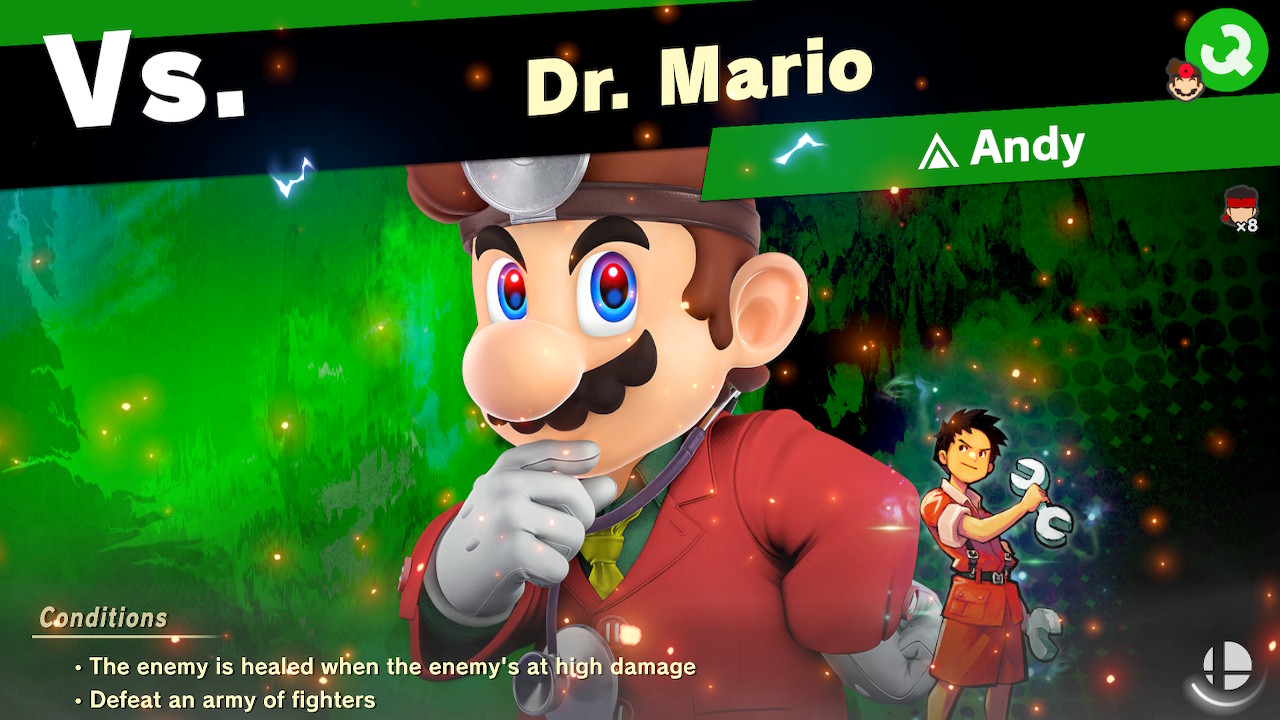 Vs.
Dr. Mario
Andy
×8
Conditions
• The enemy is healed when the enemy's at high damage
• Defeat an army of fighters